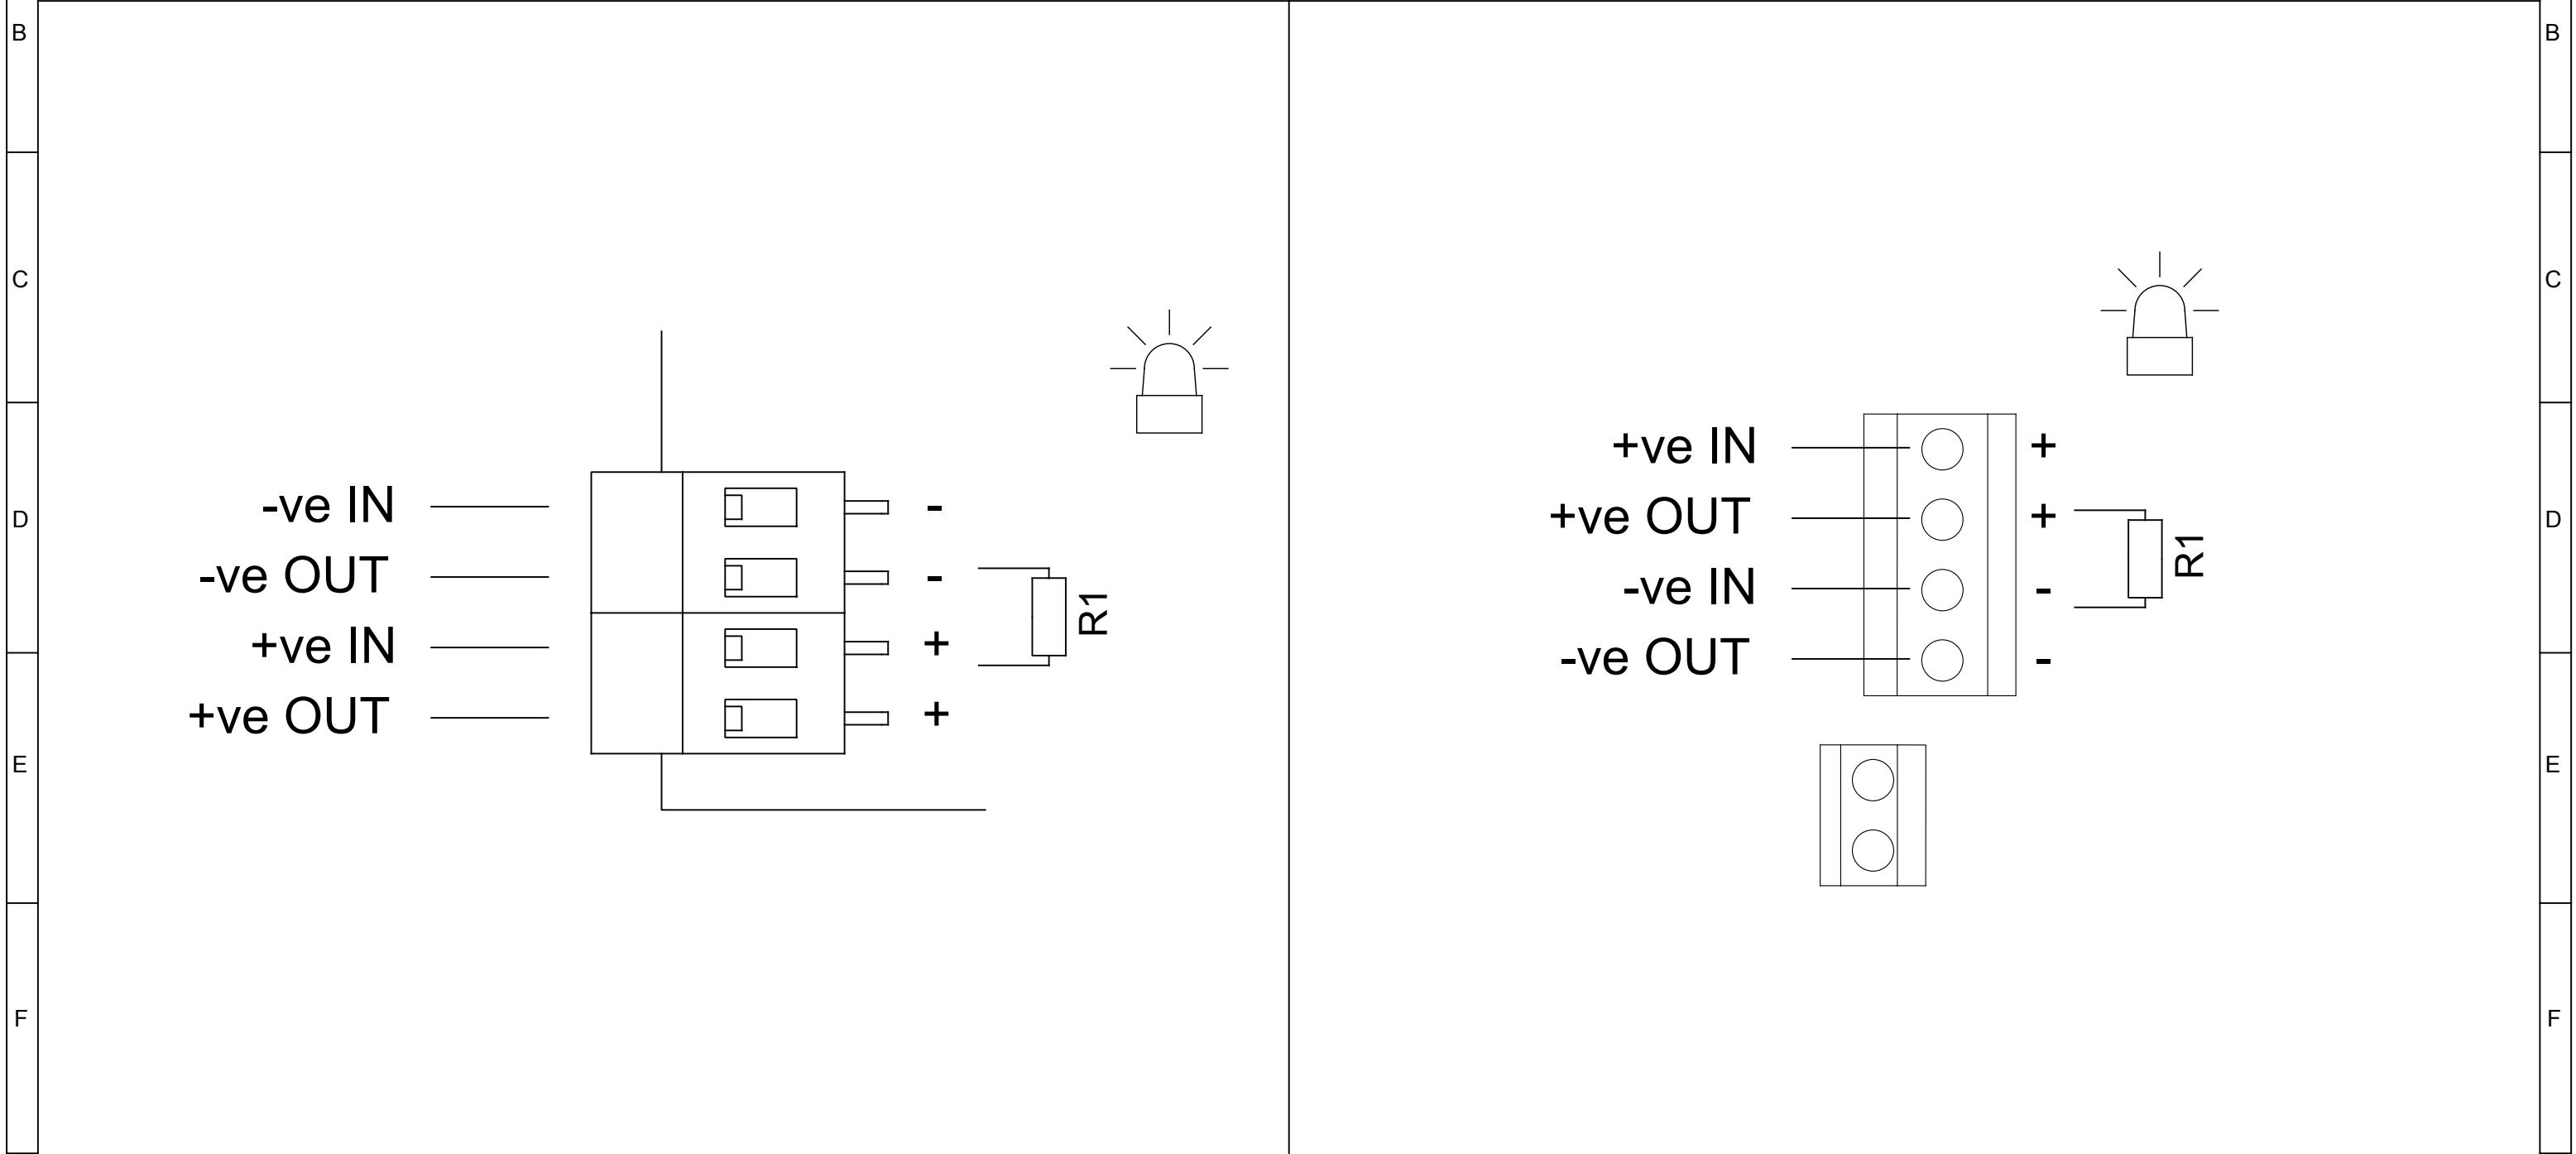 B
B
C
C
-ve IN
-
-ve OUT
-
+ve IN
+
+ve OUT
+
R1
+ve IN
+
+ve OUT
+
-ve IN
-
-ve OUT
-
R1
D
D
E
E
F
F